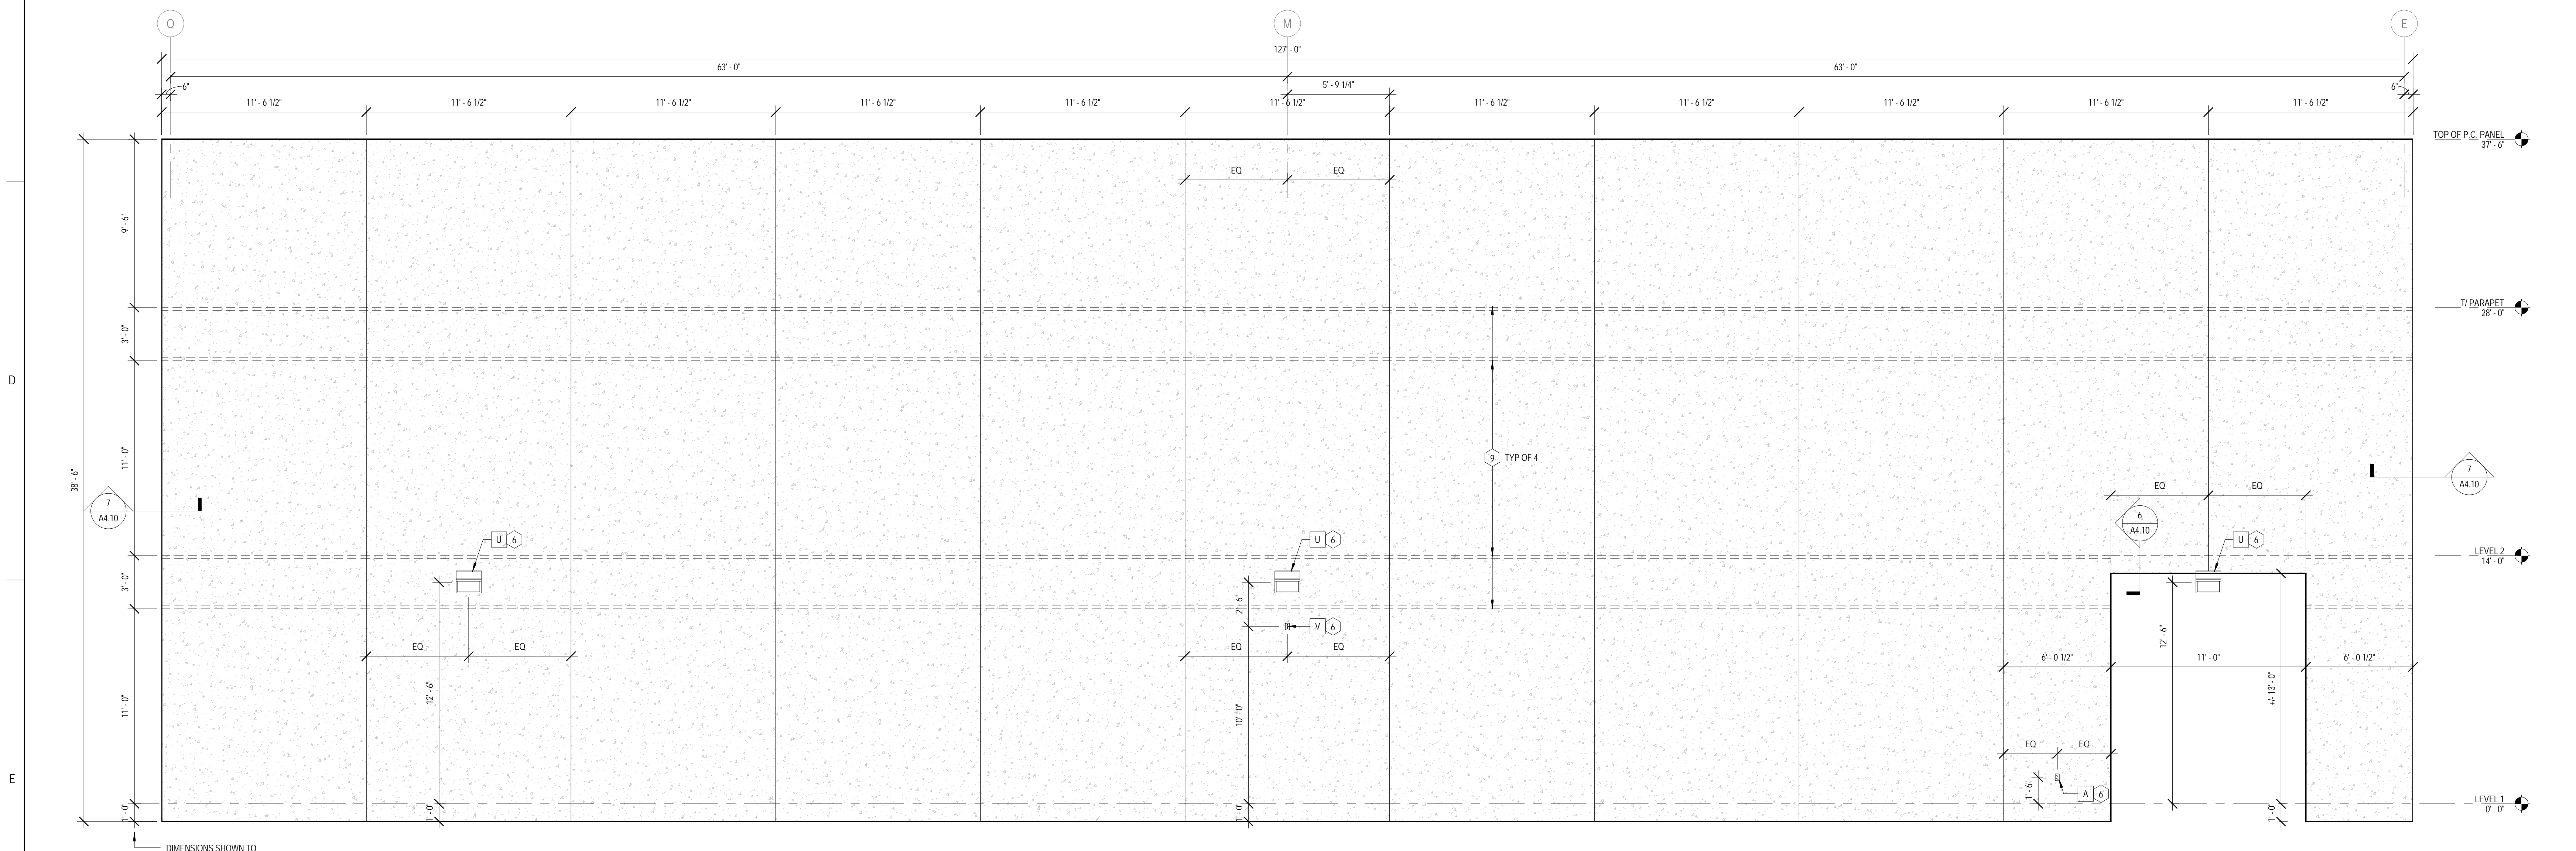 Q
M
E
127' - 0"
63' - 0"
63' - 0"
6"
5' - 9 1/4"
6"
11' - 6 1/2"
11' - 6 1/2"
11' - 6 1/2"
11' - 6 1/2"
11' - 6 1/2"
11' - 6 1/2"
11' - 6 1/2"
11' - 6 1/2"
11' - 6 1/2"
11' - 6 1/2"
11' - 6 1/2"
TOP OF P.C. PANEL
37' - 6"
EQ
EQ
9' - 6"
T/ PARAPET
28' - 0"
3' - 0"
D
11' - 0"
38' - 6"
9
TYP OF 4
7
A4.10
7
A4.10
EQ
EQ
6
A4.10
U
6
U
6
U
6
LEVEL 2
14' - 0"
3' - 0"
2' - 6"
V
6
EQ
EQ
EQ
EQ
12' - 6"
6' - 0 1/2"
11' - 0"
6' - 0 1/2"
11' - 0"
12' - 6"
10' - 0"
+/- 13' - 0"
EQ
EQ
E
1' - 6"
A
6
LEVEL 1
0' - 0"
1' - 0"
1' - 0"
1' - 0"
1' - 0"
DIMENSIONS SHOWN TO